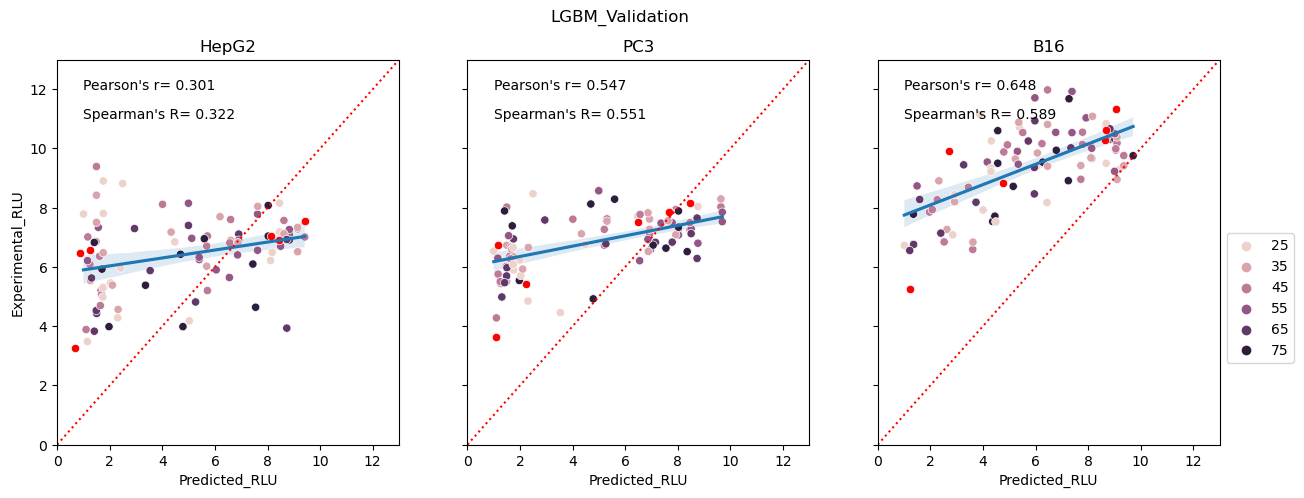 LGBM_Validation
HepG2
PC3
B16
Pearson's r= 0.301
Spearman's R= 0.322
Pearson's r= 0.547
Spearman's R= 0.551
Pearson's r= 0.648
Spearman's R= 0.589
Experimental_RLU
12
10
8
6
4
2
0
0 2 4 6 8 10 12
0 2 4 6 8 10 12
0 2 4 6 8 10 12
Predicted_RLU
Predicted_RLU
Predicted_RLU
25
35
45
55
65
75